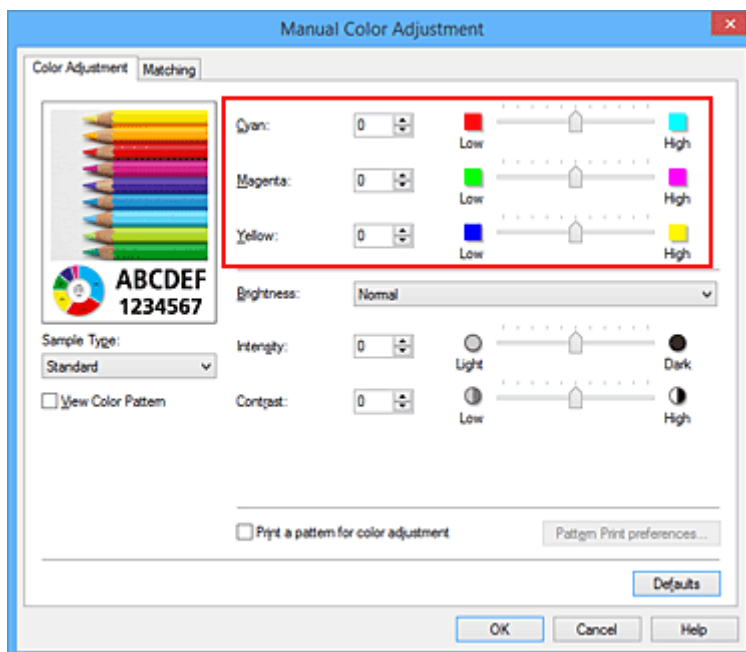 Manual Color Adjustment
Color Adjustment Matching
Cyan: 0 Low High
Magenta: 0 Low High
Yellow: 0 Low High
ABCDEF
1234567
Brightness: Normal
Sample Type:
Standard
Intensity: 0 Light Dark
View Color Pattern
Contrast: 0 Low High
Print a pattern for color adjustment Pattern Print preferences...
Defaults
OK Cancel Help